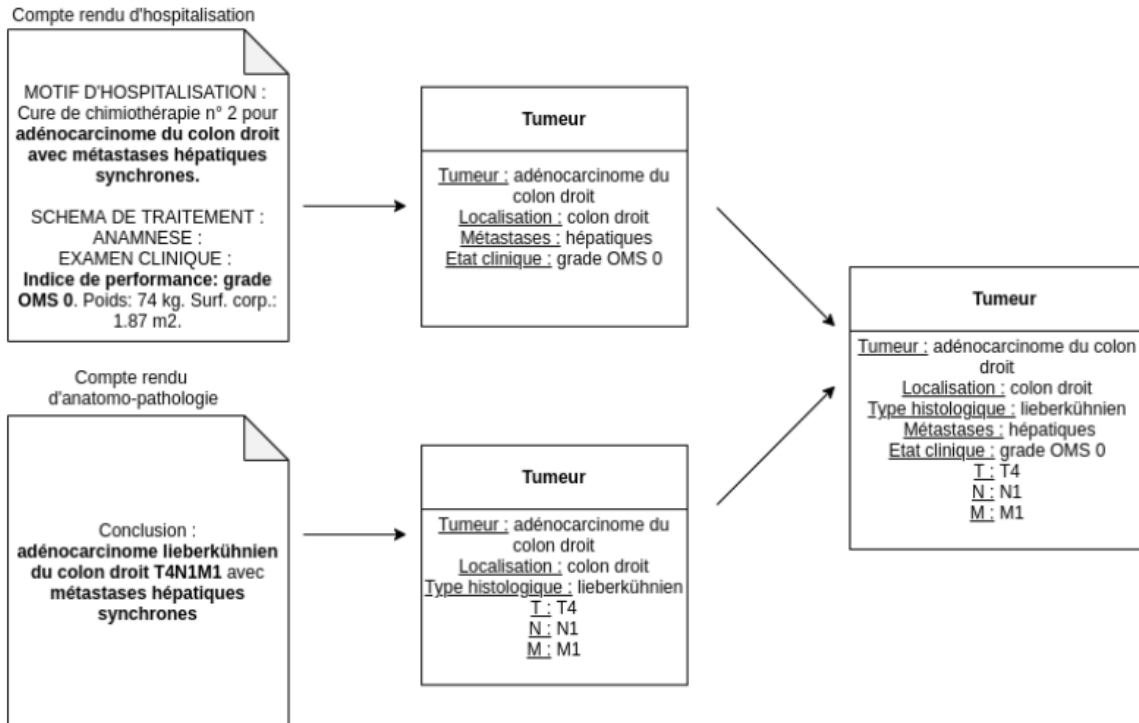 Compte rendu d'hospitalisation
MOTIF D'HOSPITALISATION :
Cure de chimiothérapie n° 2 pour
adénocarcinome du colon droit
avec métastases hépatiques
synchrones.
SCHEMA DE TRAITEMENT :
ANAMNESE :
EXAMEN CLINIQUE :
Indice de performance: grade
OMS 0. Poids: 74 kg. Surf. corp.:
1.87 m2.
Tumeur
Tumeur : adénocarcinome du
colon droit
Localisation : colon droit
Métastases : hépatiques
Etat clinique : grade OMS 0
Compte rendu
d'anatomo-pathologie
Conclusion :
adénocarcinome lieberkühnien
du colon droit T4N1M1 avec
métastases hépatiques
synchrones
Tumeur
Tumeur : adénocarcinome du
colon droit
Localisation : colon droit
Type histologique : lieberkühnien
T : T4
N : N1
M : M1
Tumeur
Tumeur : adénocarcinome du colon
droit
Localisation : colon droit
Type histologique : lieberkühnien
Métastases : hépatiques
Etat clinique : grade OMS 0
T : T4
N : N1
M : M1